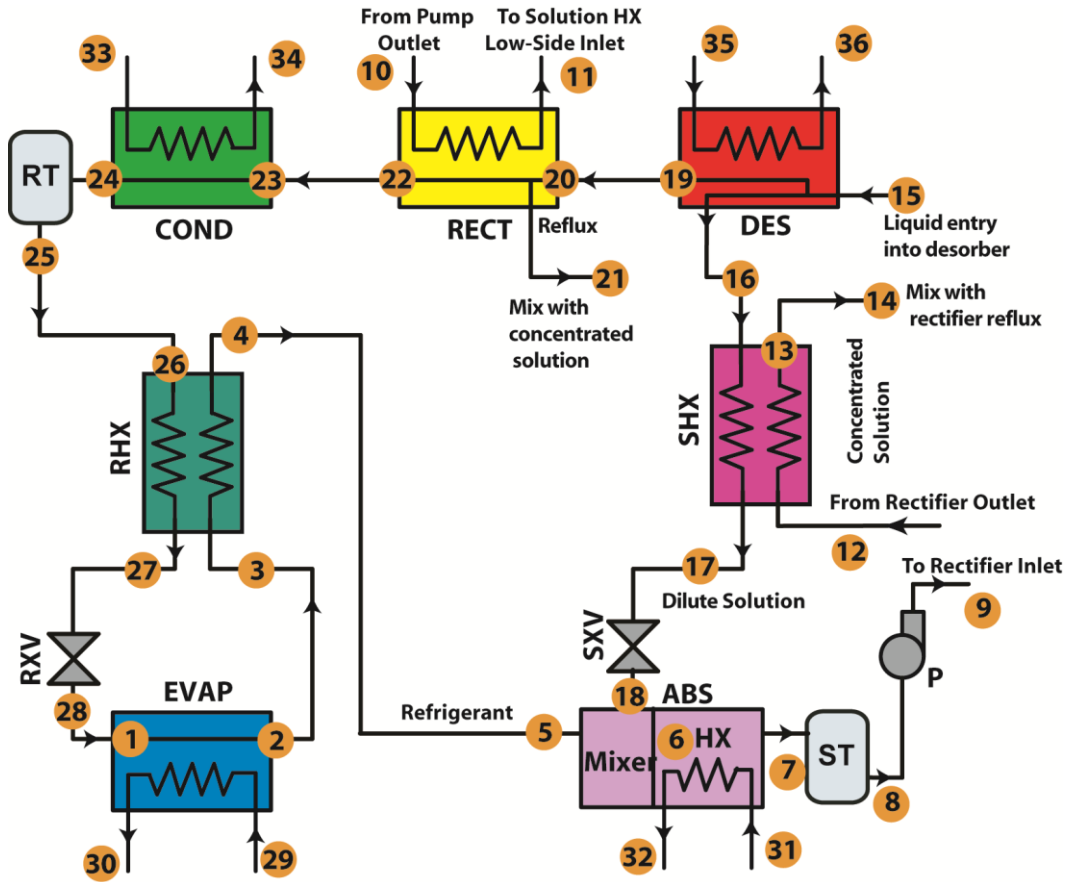 From Pump
Outlet
To Solution HX
Low-Side Inlet
33
34
10
11
35
36
RT
24
23
22
20
19
15
COND
RECT
Reflux
DES
Liquid entry
into desorber
25
21
16
Mix with
concentrated
solution
14
Mix with
rectifier reflux
4
26
13
RHX
SHX
Concentrated
Solution
From Rectifier Outlet
12
27
3
17
Dilute Solution
To Rectifier Inlet
9
RXV
SXV
P
28
EVAP
18
ABS
Refrigerant
1
2
5
Mixer
6
HX
7
ST
8
30
29
32
31